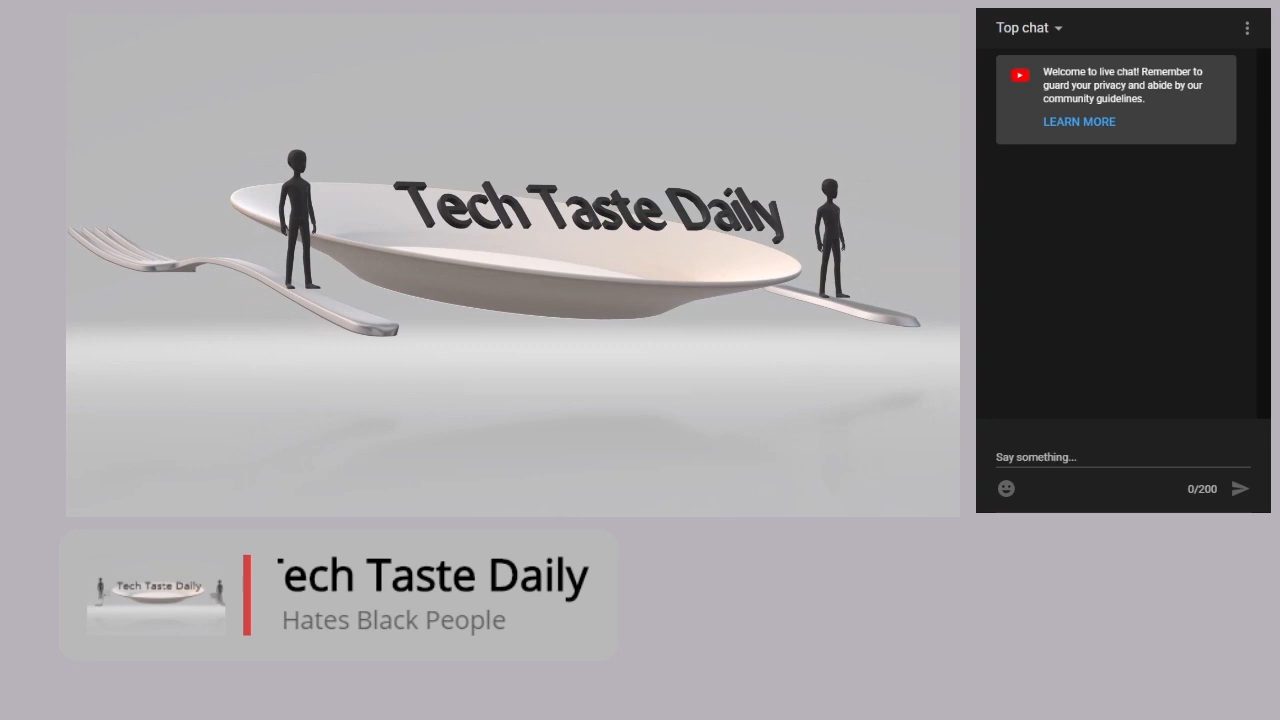 Tech Taste Daily
Top chat
Welcome to live chat! Remember to
guard your privacy and abide by our
community guidelines.
LEARN MORE
Say something...
0/200
Tech Taste Daily
Tech Taste Daily
Hates Black People